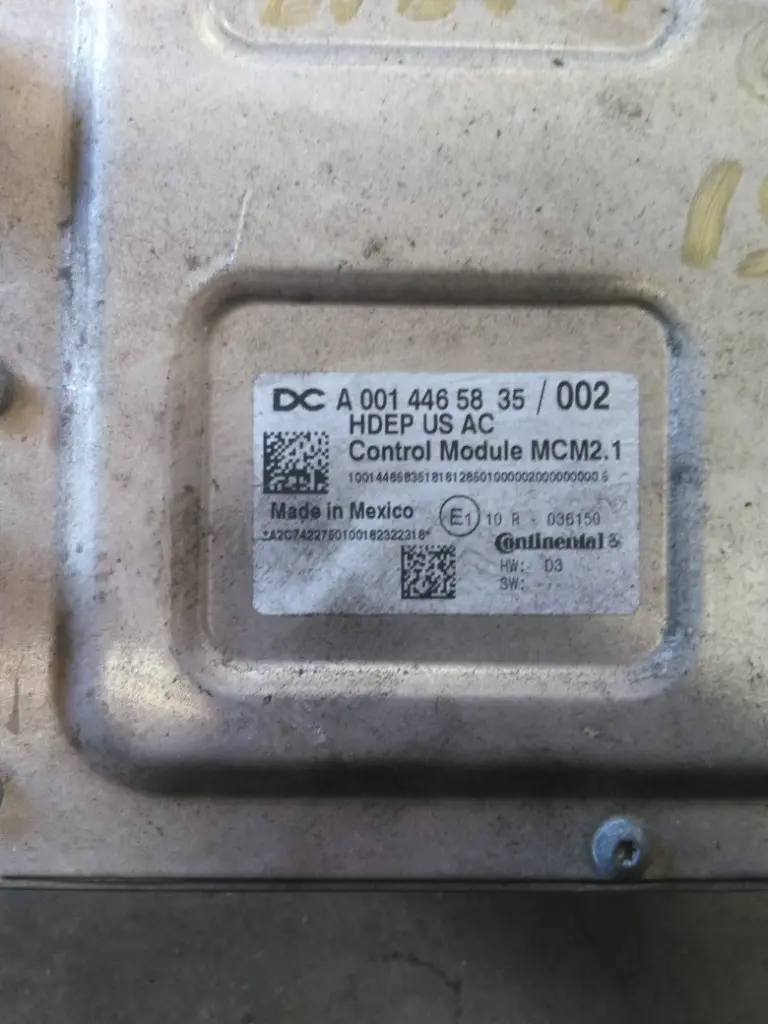 DC A 001 446 58 35 / 002
HDEP US AC
Control Module MCM2.1
Made in Mexico E1 10 R - 036150
*A2C7422750100182322318*
Continental
HW: D3
SW: ---